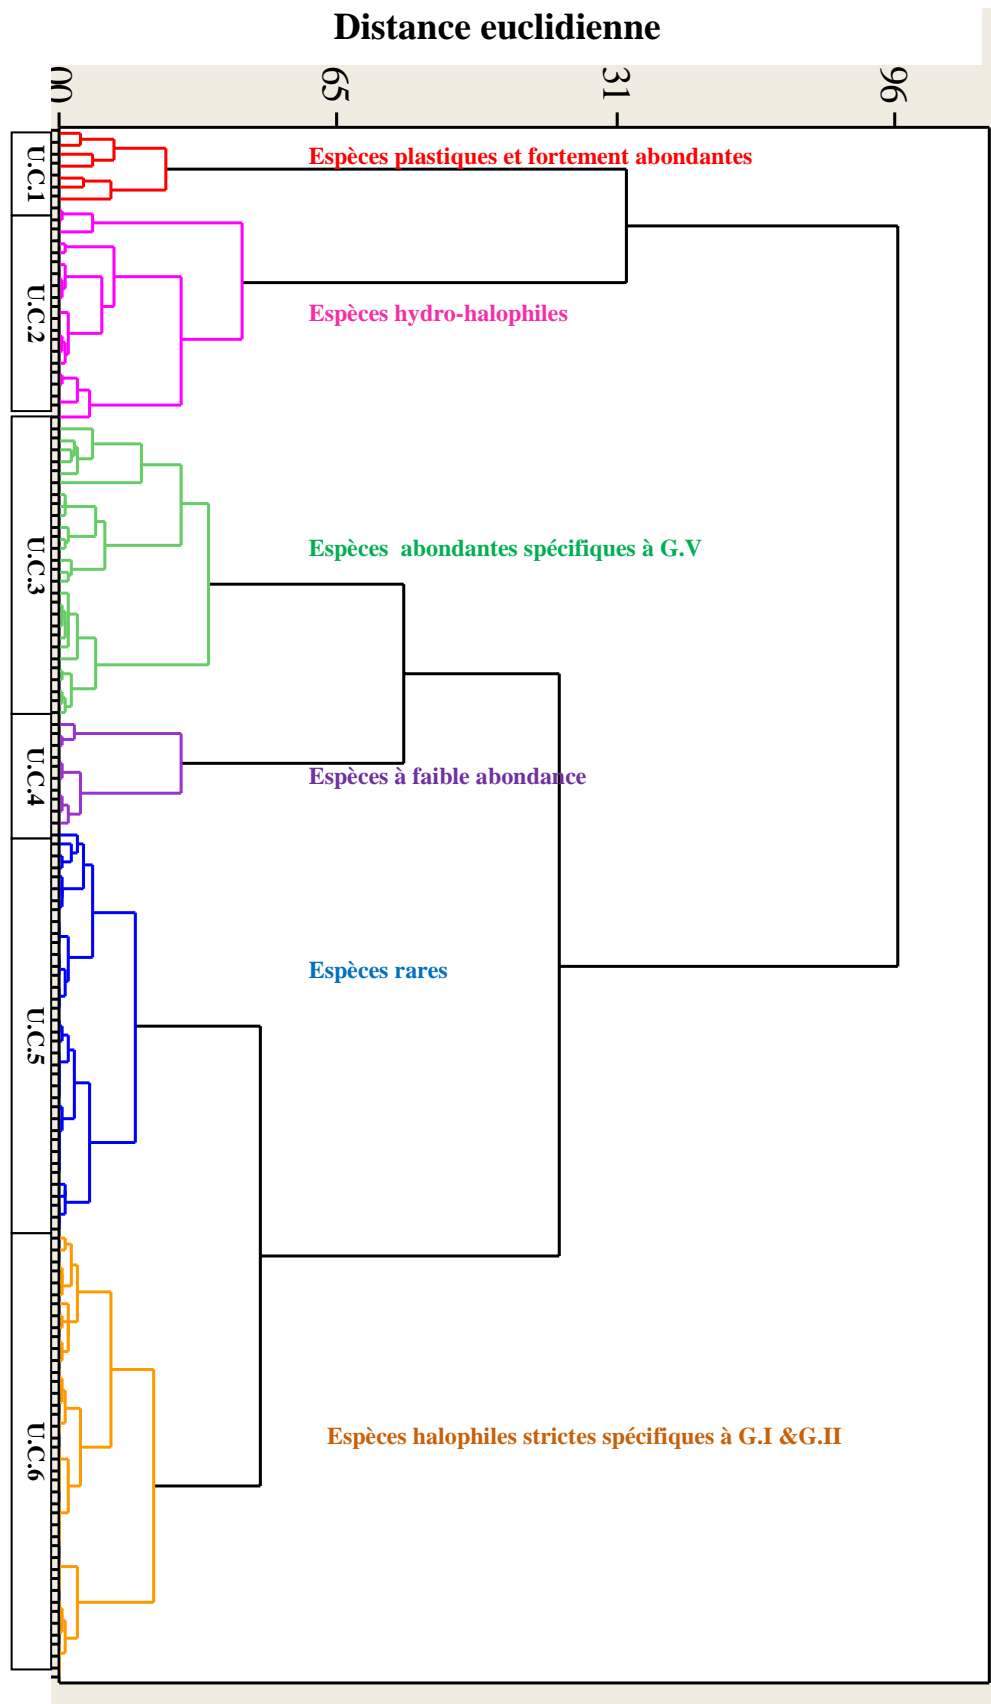 Distance euclidienne
00
65
31
96
U.C.1
Espèces plastiques et fortement abondantes
U.C.2
Espèces hydro-halophiles
U.C.3
Espèces abondantes spécifiques à G.V
U.C.4
Espèces à faible abondance
U.C.5
Espèces rares
U.C.6
Espèces halophiles strictes spécifiques à G.I &G.II